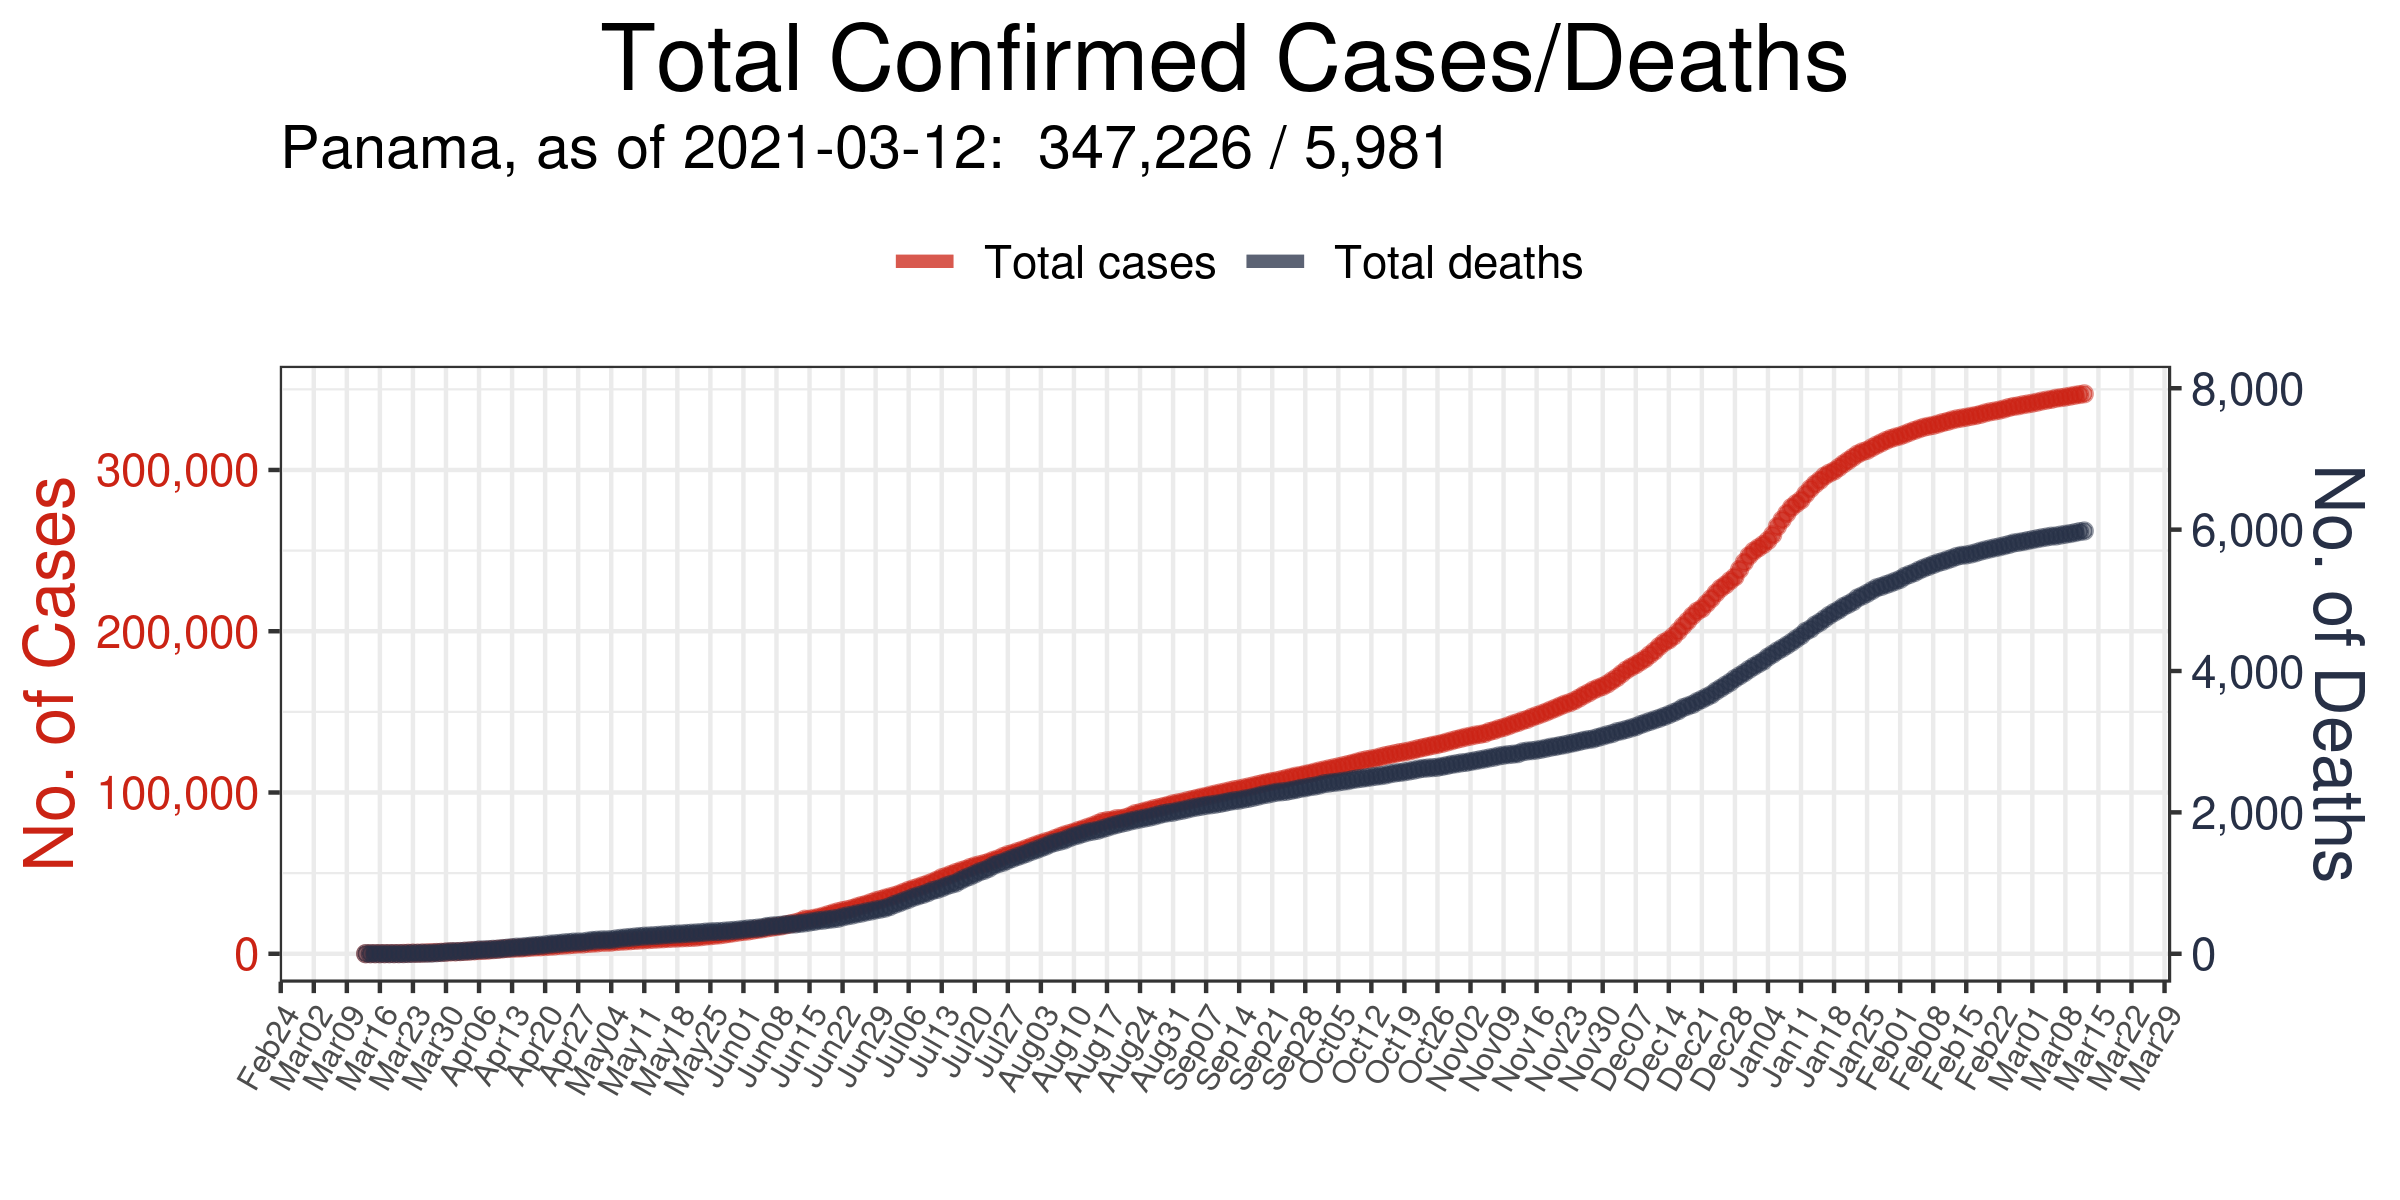 Total Confirmed Cases/Deaths
Panama, as of 2021-03-12:  347,226 / 5,981
Total cases
Total deaths
No. of Cases
300,000
200,000
100,000
0
8,000
6,000
4,000
2,000
0
No. of Deaths
Feb24
Mar02
Mar09
Mar16
Mar23
Mar30
Apr06
Apr13
Apr20
Apr27
May04
May11
May18
May25
Jun01
Jun08
Jun15
Jun22
Jun29
Jul06
Jul13
Jul20
Jul27
Aug03
Aug10
Aug17
Aug24
Aug31
Sep07
Sep14
Sep21
Sep28
Oct05
Oct12
Oct19
Oct26
Nov02
Nov09
Nov16
Nov23
Nov30
Dec07
Dec14
Dec21
Dec28
Jan04
Jan11
Jan18
Jan25
Feb01
Feb08
Feb15
Feb22
Mar01
Mar08
Mar15
Mar22
Mar29